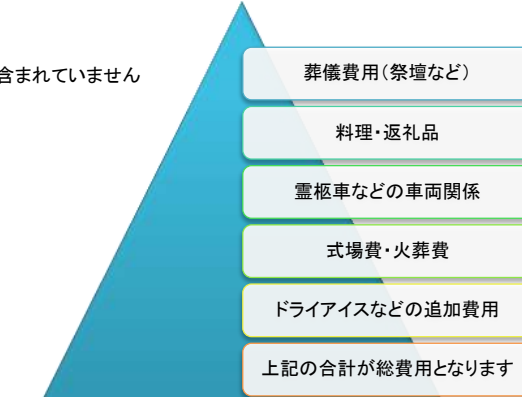 含まれていません
葬儀費用(祭壇など)
料理・返礼品
霊柩車などの車両関係
式場費・火葬費
ドライアイスなどの追加費用
上記の合計が総費用となります